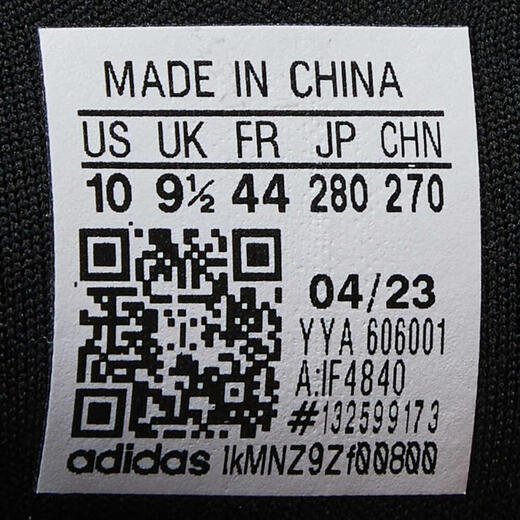 MADE IN CHINA
US UK FR JP CHN
10 9½ 44 280 270
04/23
YYA 606001
A:IF4840
#132599173
adidas IkMNZ9Zf00800